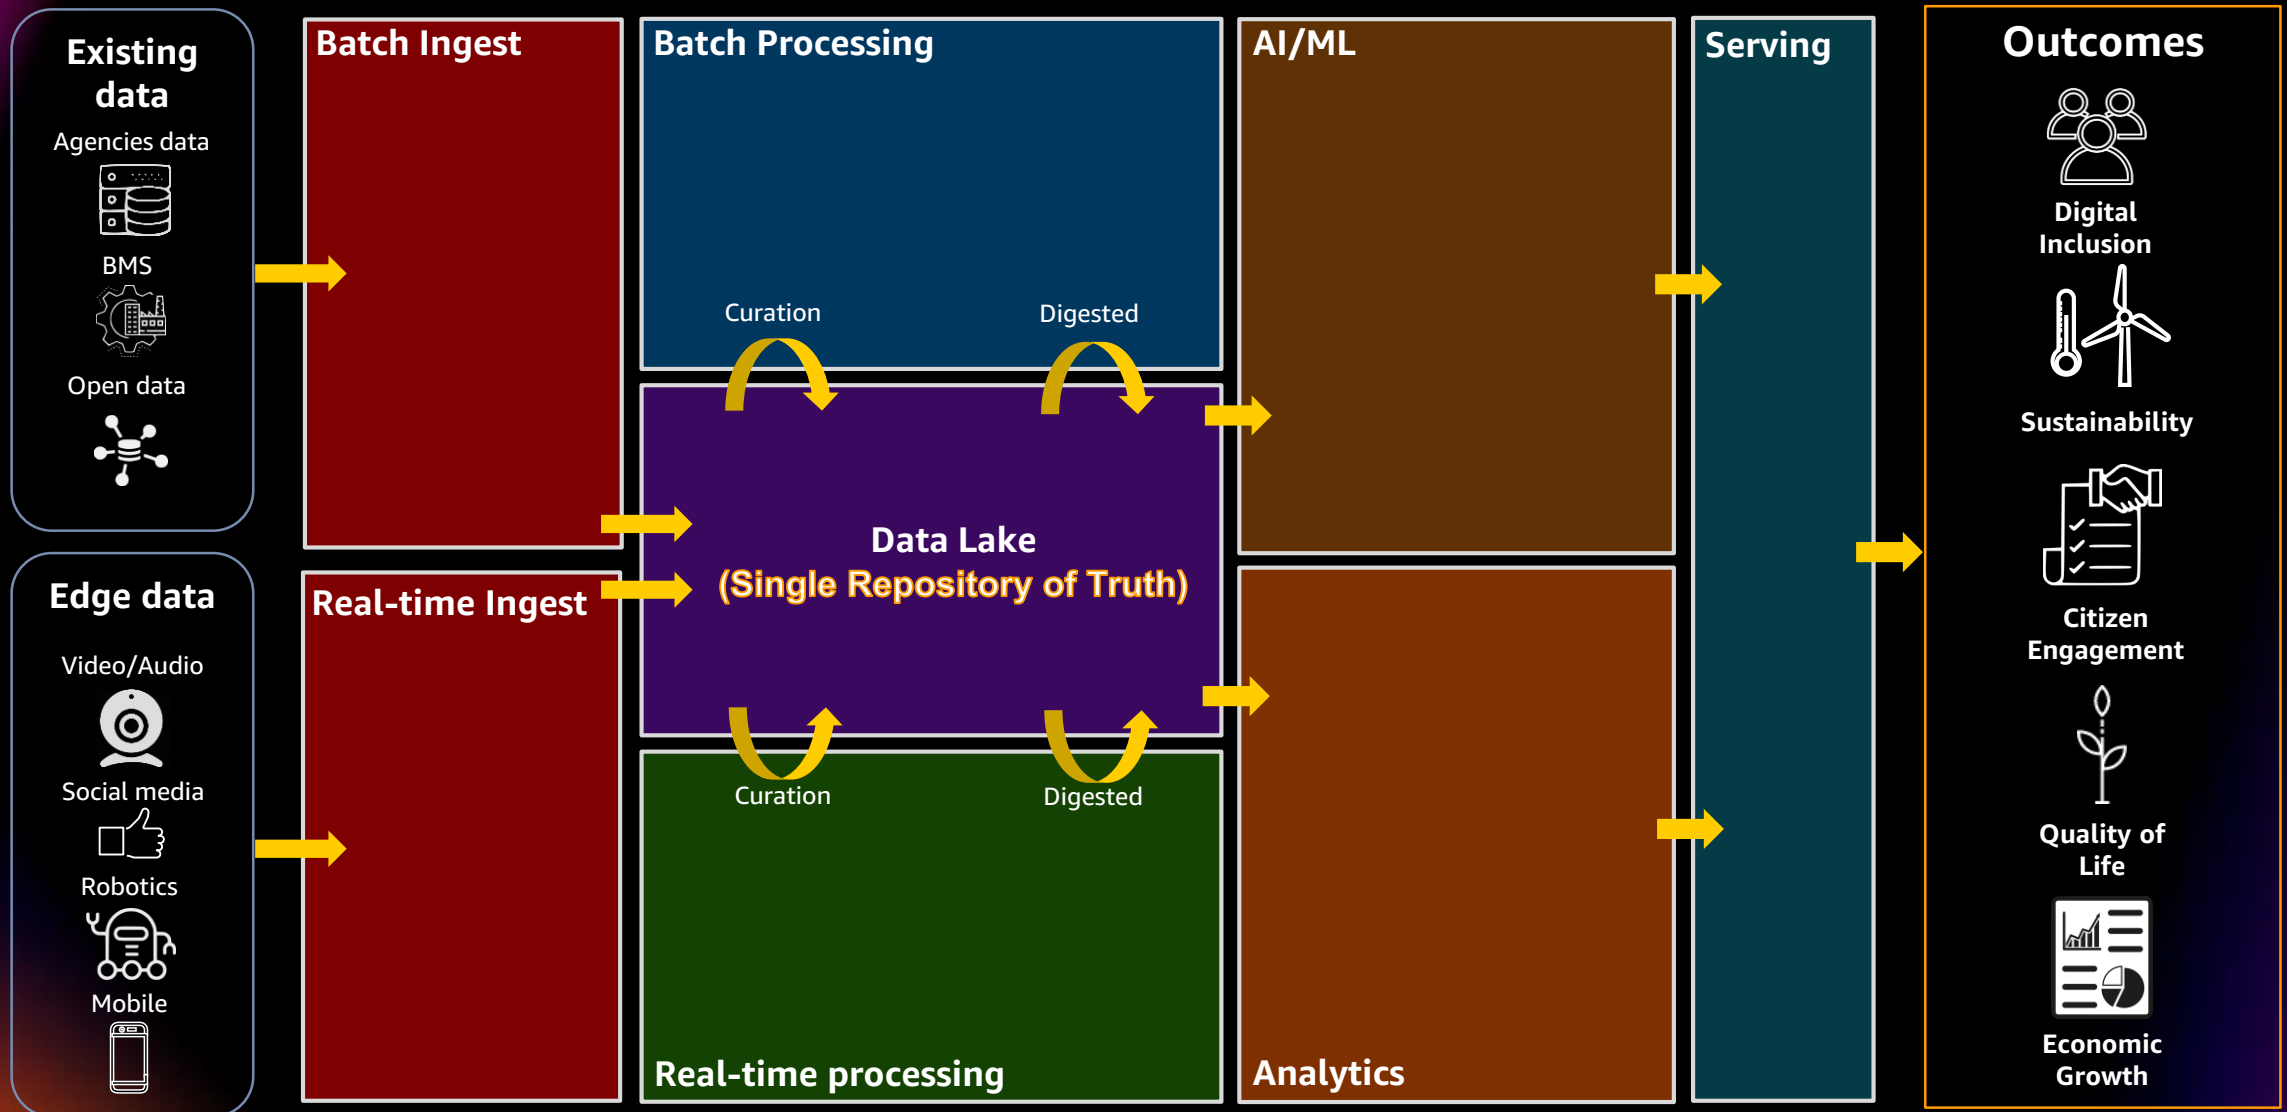 Existing
data
Agencies data
BMS
Open data
Edge data
Video/Audio
Social media
Robotics
Mobile
Batch Ingest
Real-time Ingest
Batch Processing
Curation
Digested
Data Lake
(Single Repository of Truth)
Curation
Digested
Real-time processing
AI/ML
Analytics
Serving
Outcomes
Digital
Inclusion
Sustainability
Citizen
Engagement
Quality of
Life
Economic
Growth